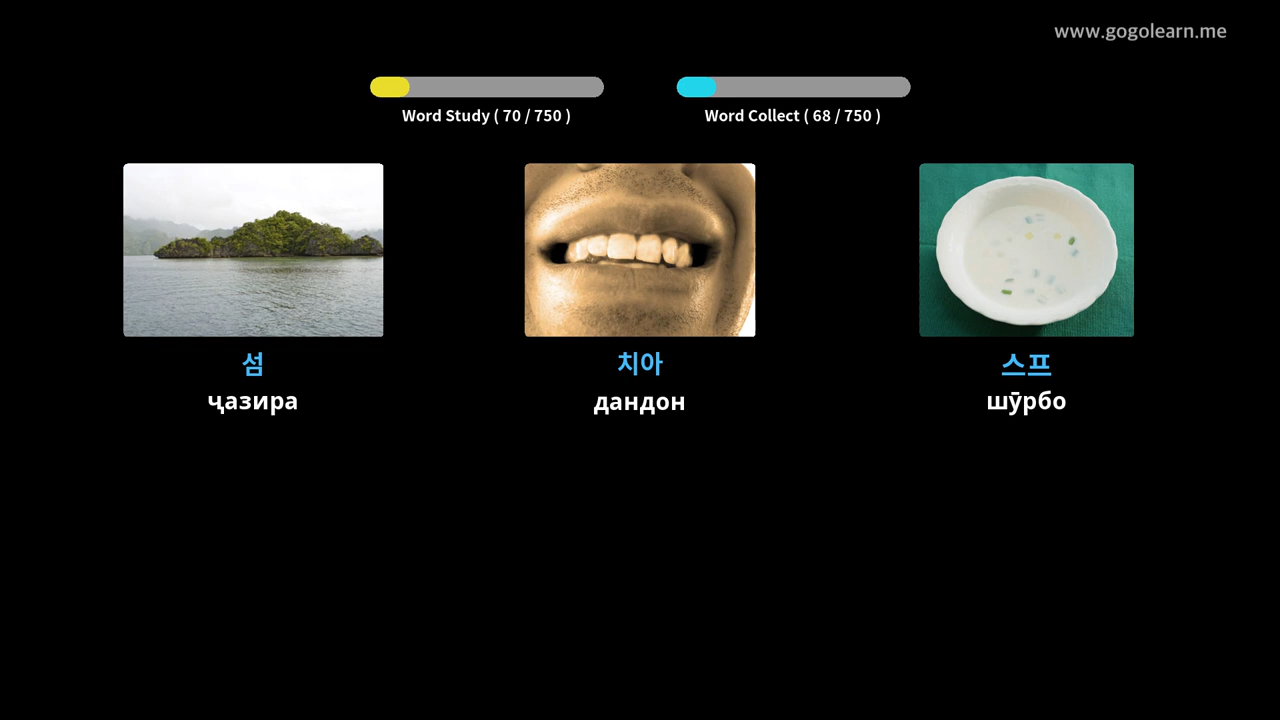 www.gogolearn.me
Word Study ( 70 / 750 )
Word Collect ( 68 / 750 )
섬
치아
스프
ҷазира
дандон
шӯрбо